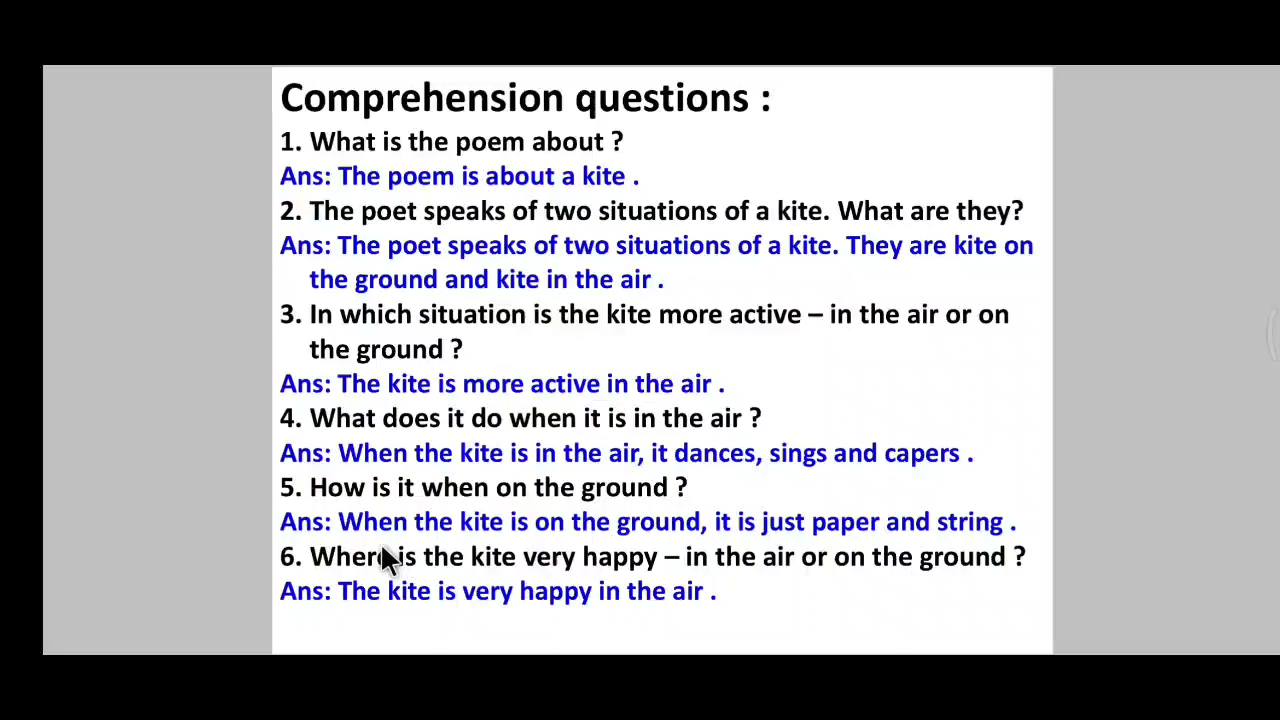 Comprehension questions :
1. What is the poem about ?
Ans: The poem is about a kite .
2. The poet speaks of two situations of a kite. What are they?
Ans: The poet speaks of two situations of a kite. They are kite on
the ground and kite in the air .
3. In which situation is the kite more active – in the air or on
the ground ?
Ans: The kite is more active in the air .
4. What does it do when it is in the air ?
Ans: When the kite is in the air, it dances, sings and capers .
5. How is it when on the ground ?
Ans: When the kite is on the ground, it is just paper and string .
6. Where is the kite very happy – in the air or on the ground ?
Ans: The kite is very happy in the air .